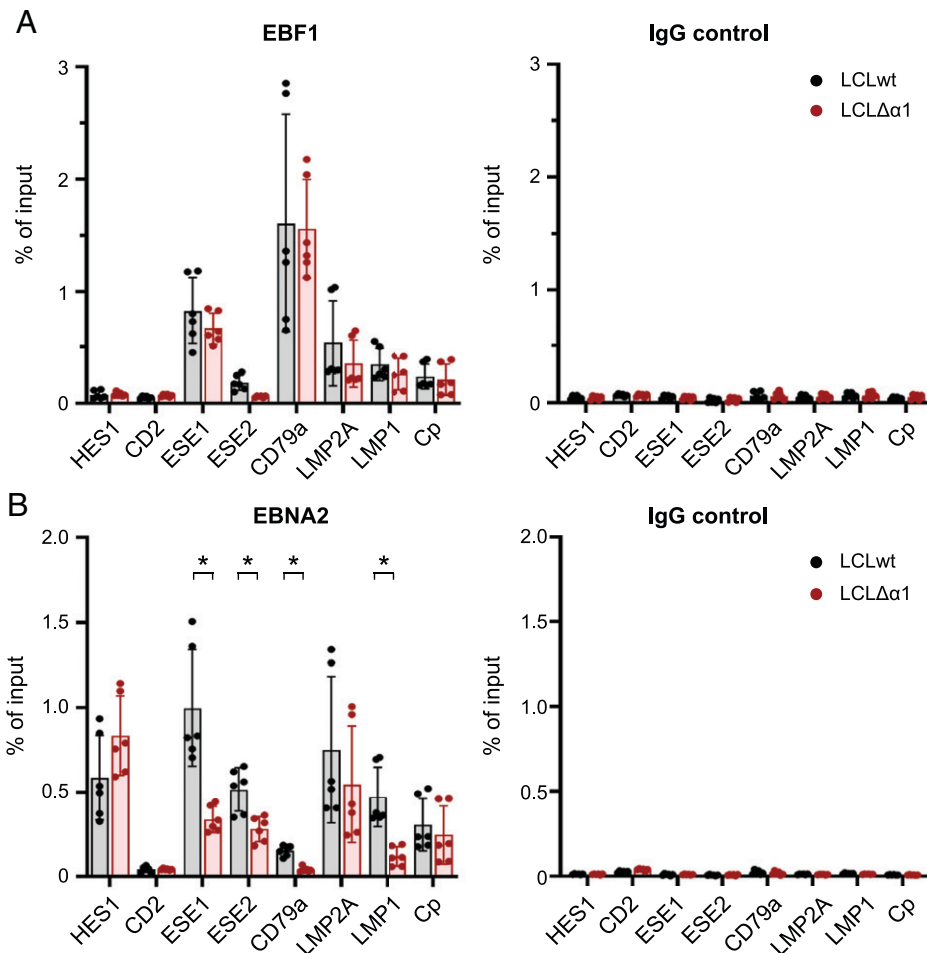 A
EBF1
IgG control
% of input
3
2
1
0
HES1 CD2 ESE1 ESE2 CD79a LMP2A LMP1 Cp
% of input
3
2
1
0
LCLwt
LCLΔα1
HES1 CD2 ESE1 ESE2 CD79a LMP2A LMP1 Cp
B
EBNA2
IgG control
% of input
2.0
1.5
1.0
0.5
0
* * * *
HES1 CD2 ESE1 ESE2 CD79a LMP2A LMP1 Cp
% of input
2.0
1.5
1.0
0.5
0
LCLwt
LCLΔα1
HES1 CD2 ESE1 ESE2 CD79a LMP2A LMP1 Cp